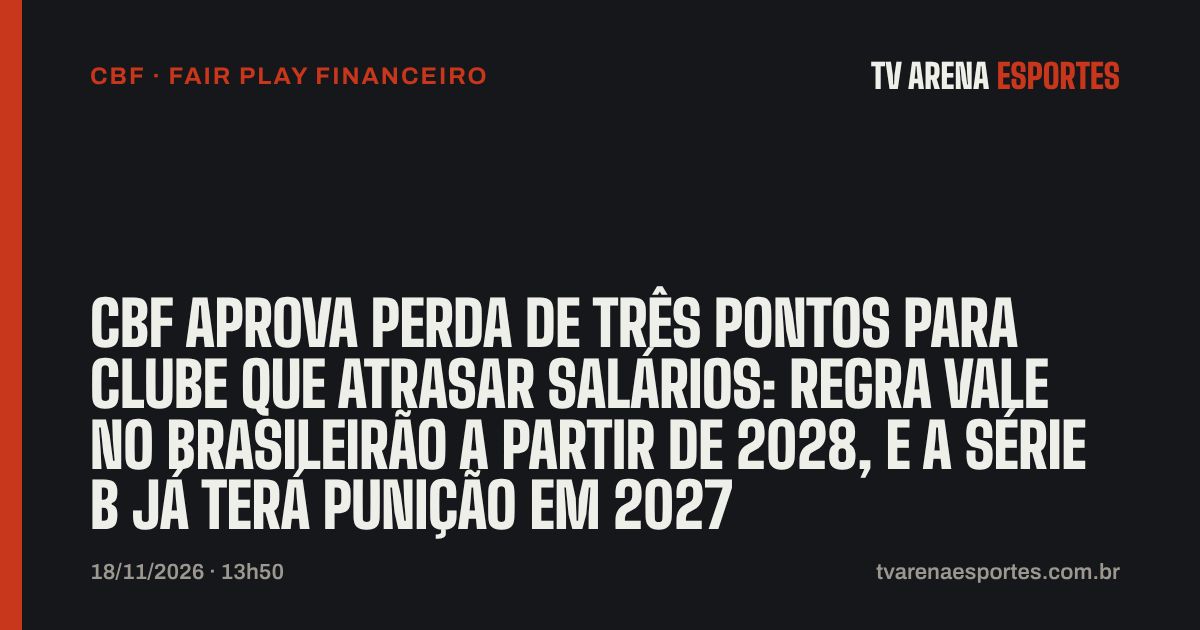 CBF · FAIR PLAY FINANCEIRO
TV ARENA ESPORTES
CBF APROVA PERDA DE TRÊS PONTOS PARA
CLUBE QUE ATRASAR SALÁRIOS: REGRA VALE
NO BRASILEIRÃO A PARTIR DE 2028, E A SÉRIE
B JÁ TERÁ PUNIÇÃO EM 2027
18/11/2026 · 13h50
tvarenaesportes.com.br